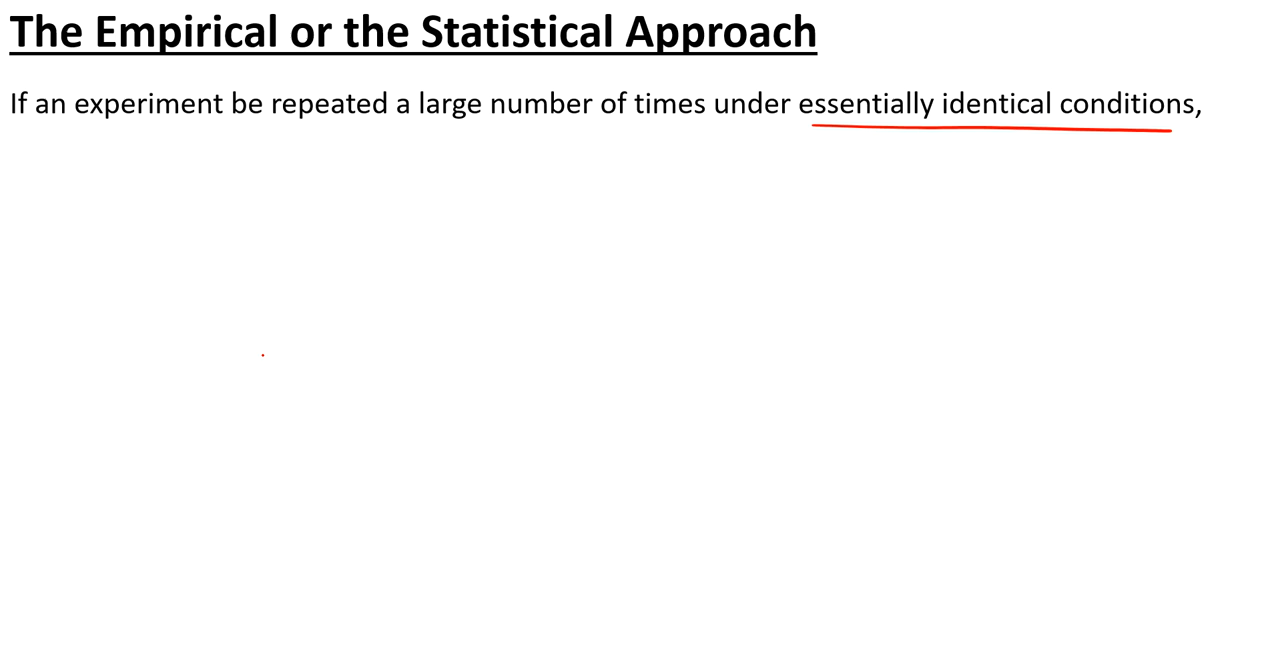 The Empirical or the Statistical Approach
If an experiment be repeated a large number of times under essentially identical conditions,